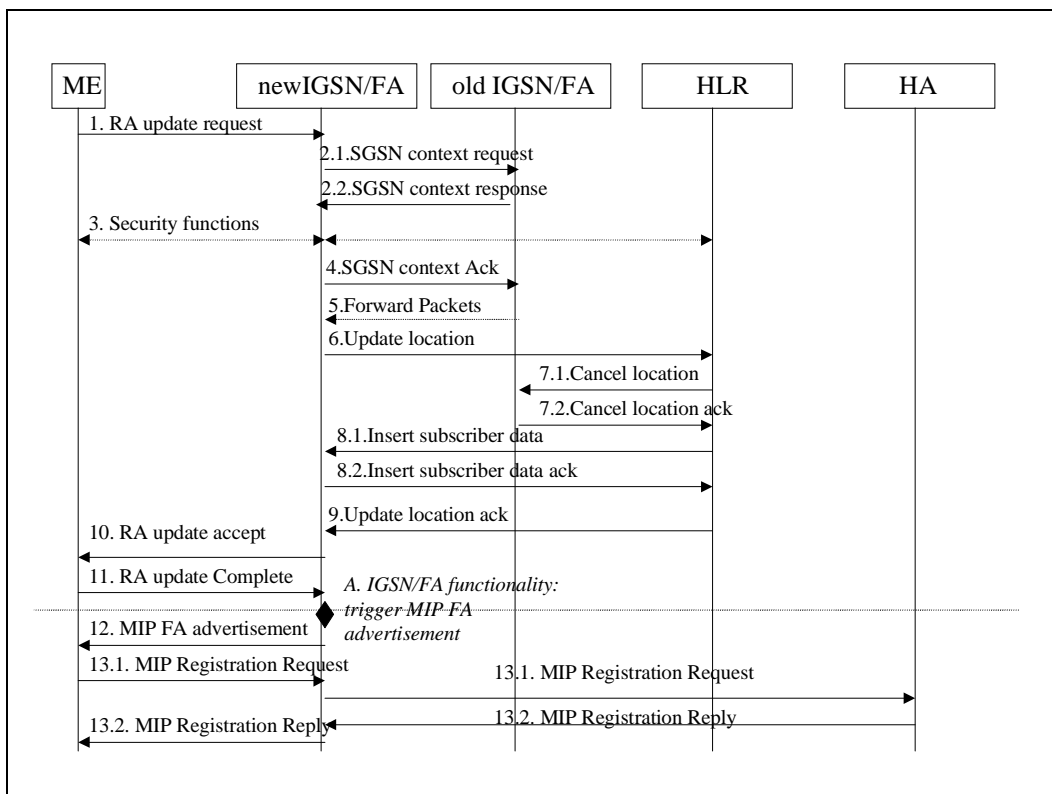 ME
newIGSN/FA
old IGSN/FA
HLR
HA
1. RA update request
2.1.SGSN context request
2.2.SGSN context response
3. Security functions
4.SGSN context Ack
5.Forward Packets
6.Update location
7.1.Cancel location
7.2.Cancel location ack
8.1.Insert subscriber data
8.2.Insert subscriber data ack
9.Update location ack
10. RA update accept
11. RA update Complete
A. IGSN/FA functionality:
trigger MIP FA
advertisement
12. MIP FA advertisement
13.1. MIP Registration Request
13.1. MIP Registration Request
13.2. MIP Registration Reply
13.2. MIP Registration Reply